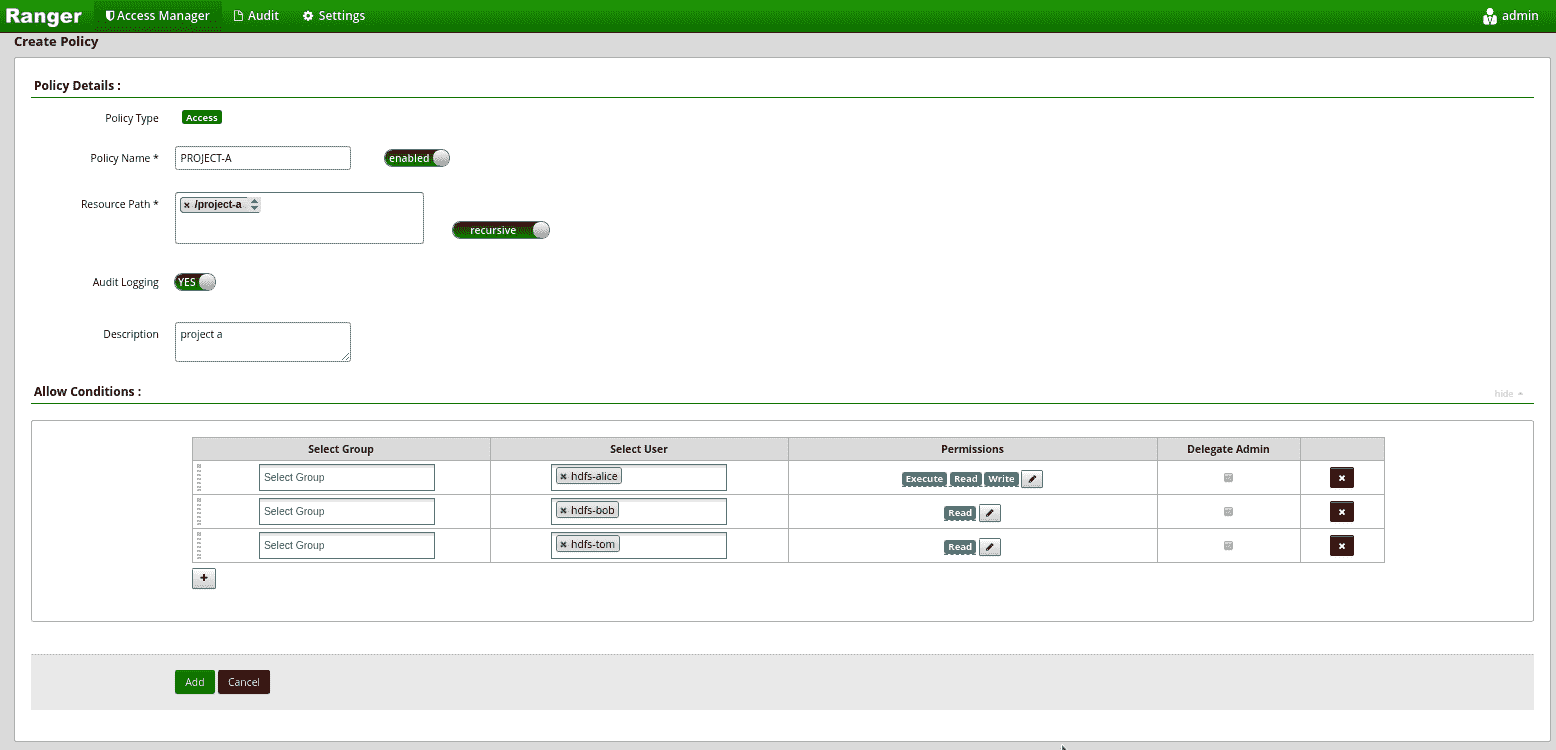 Ranger Access Manager Audit Settings admin
Create Policy
Policy Details :
Policy Type Access
Policy Name * PROJECT-A enabled
Resource Path * × /project-a
recursive
Audit Logging YES
Description project a
Allow Conditions : hide
Select Group Select User Permissions Delegate Admin
Select Group × hdfs-alice Execute Read Write ×
Select Group × hdfs-bob Read ×
Select Group × hdfs-tom Read ×
+
Add Cancel